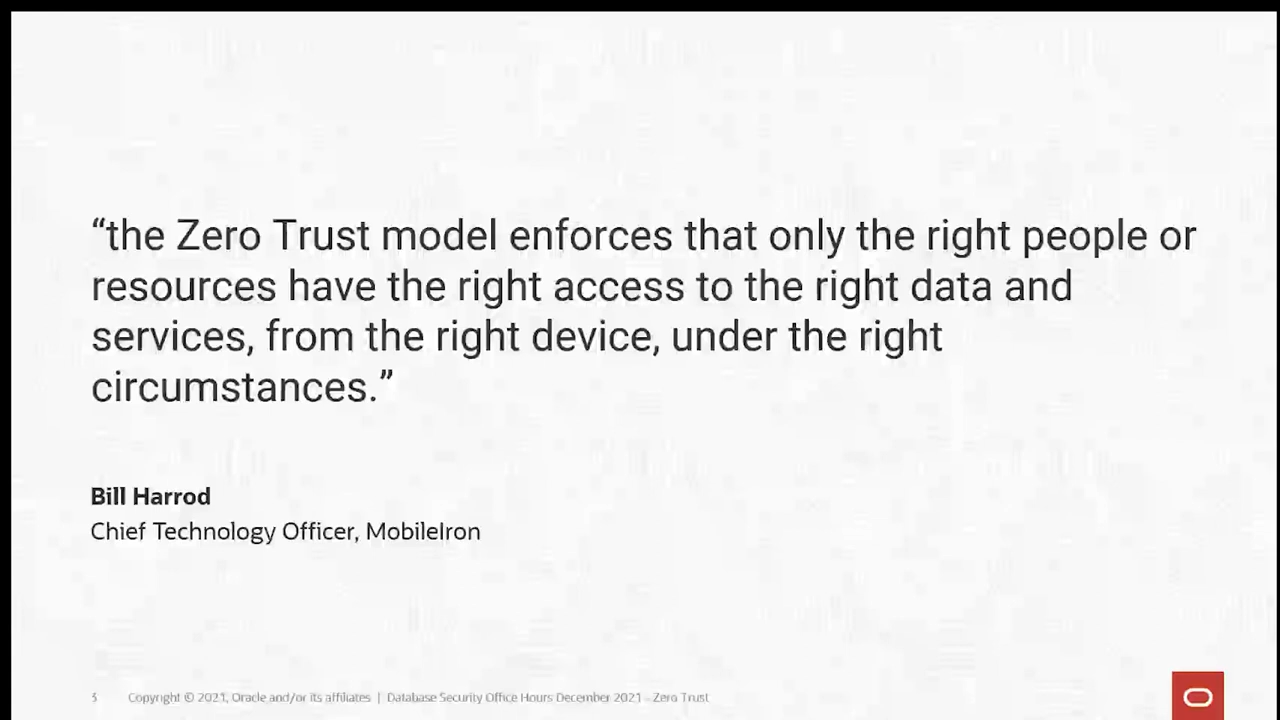 “the Zero Trust model enforces that only the right people or
resources have the right access to the right data and
services, from the right device, under the right
circumstances.”
Bill Harrod
Chief Technology Officer, MobileIron
Copyright © 2021, Oracle and/or its affiliates | Database Security Office Hours December 2021 - Zero Trust